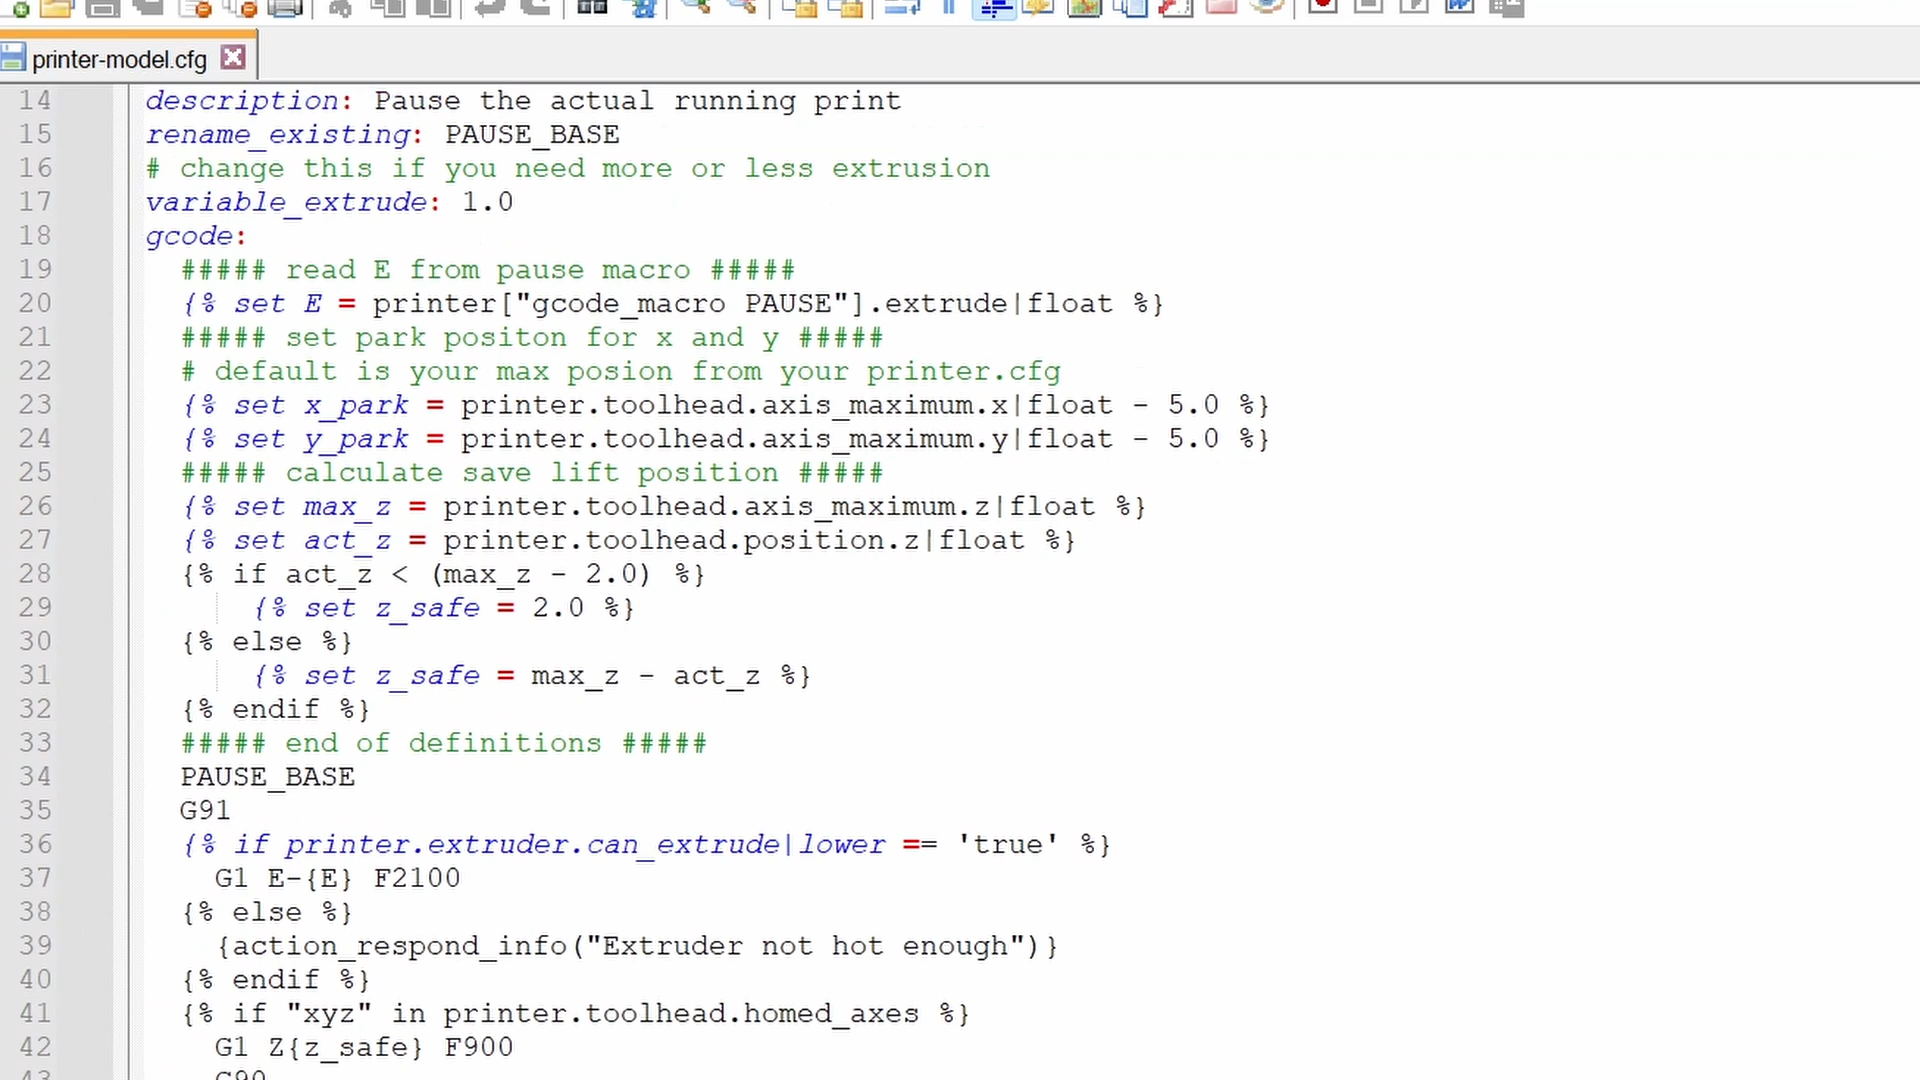 printer-model.cfg
14 description: Pause the actual running print
15 rename_existing: PAUSE_BASE
16 # change this if you need more or less extrusion
17 variable_extrude: 1.0
18 gcode:
19 ##### read E from pause macro #####
20 {% set E = printer["gcode_macro PAUSE"].extrude|float %}
21 ##### set park positon for x and y #####
22 # default is your max posion from your printer.cfg
23 {% set x_park = printer.toolhead.axis_maximum.x|float - 5.0 %}
24 {% set y_park = printer.toolhead.axis_maximum.y|float - 5.0 %}
25 ##### calculate save lift position #####
26 {% set max_z = printer.toolhead.axis_maximum.z|float %}
27 {% set act_z = printer.toolhead.position.z|float %}
28 {% if act_z < (max_z - 2.0) %}
29 {% set z_safe = 2.0 %}
30 {% else %}
31 {% set z_safe = max_z - act_z %}
32 {% endif %}
33 ##### end of definitions #####
34 PAUSE_BASE
35 G91
36 {% if printer.extruder.can_extrude|lower == 'true' %}
37 G1 E-{E} F2100
38 {% else %}
39 {action_respond_info("Extruder not hot enough")}
40 {% endif %}
41 {% if "xyz" in printer.toolhead.homed_axes %}
42 G1 Z{z_safe} F900
43 G90